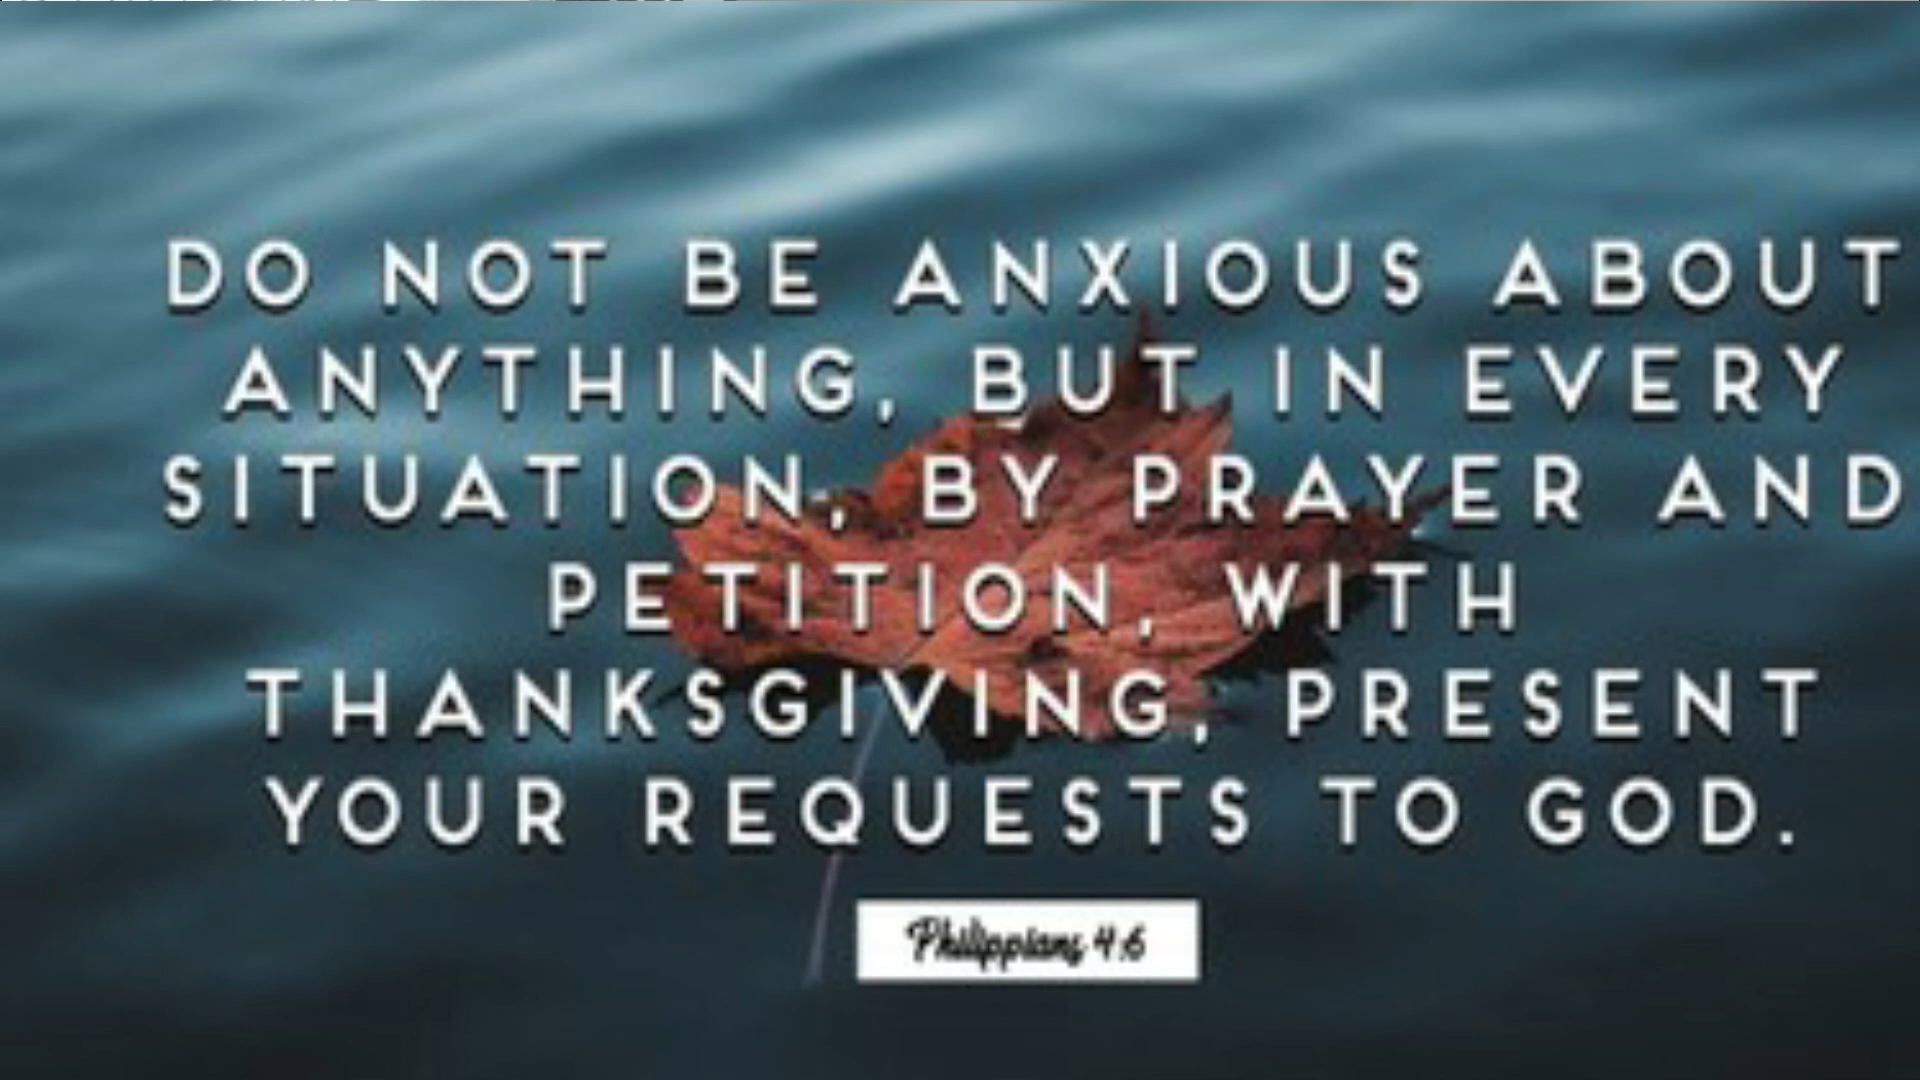 DO NOT BE ANXIOUS ABOUT
ANYTHING, BUT IN EVERY
SITUATION, BY PRAYER AND
PETITION, WITH
THANKSGIVING, PRESENT
YOUR REQUESTS TO GOD.
Philippians 4:6